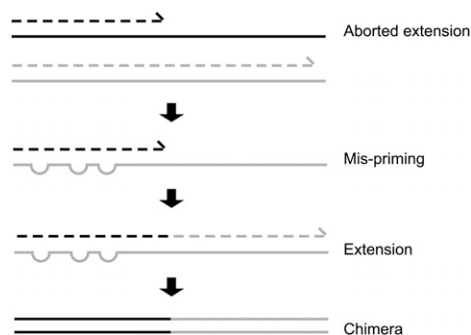 Aborted extension
Mis-priming
Extension
Chimera